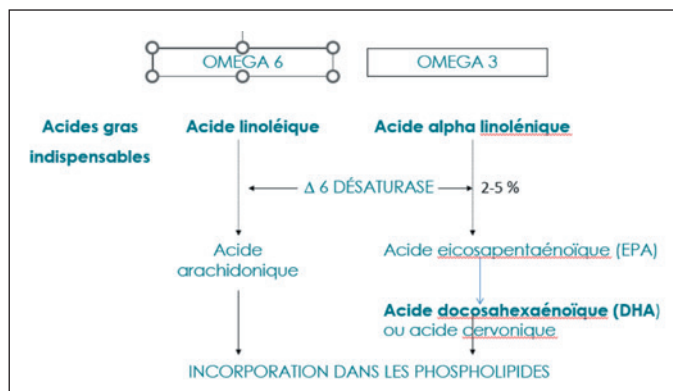 OMEGA 6
OMEGA 3
Acides gras
indispensables
Acide linoléique
Acide alpha linolénique
Δ 6 DÉSATURASE
2-5 %
Acide
arachidonique
Acide eicosapentaénoïque (EPA)
Acide docosahexaénoïque (DHA)
ou acide cervonique
INCORPORATION DANS LES PHOSPHOLIPIDES